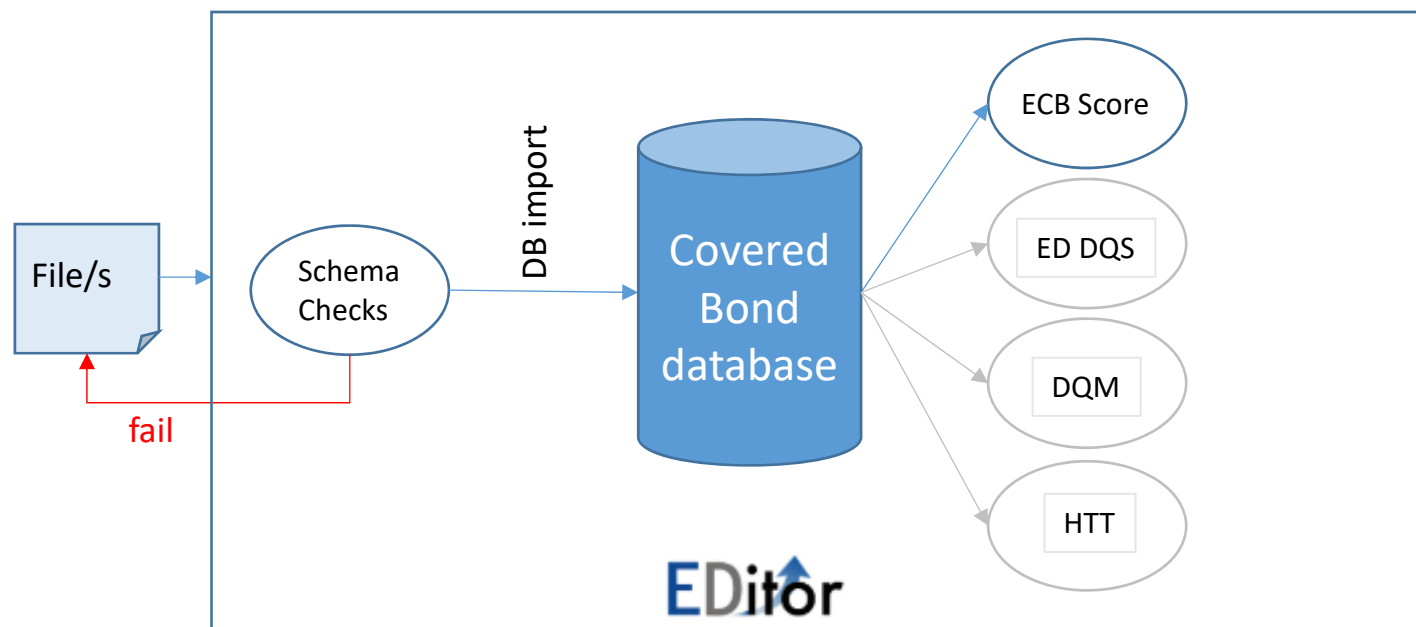 File/s
fail
Schema
Checks
DB import
Covered
Bond
database
ECB Score
ED DQS
DQM
HTT
EDitor